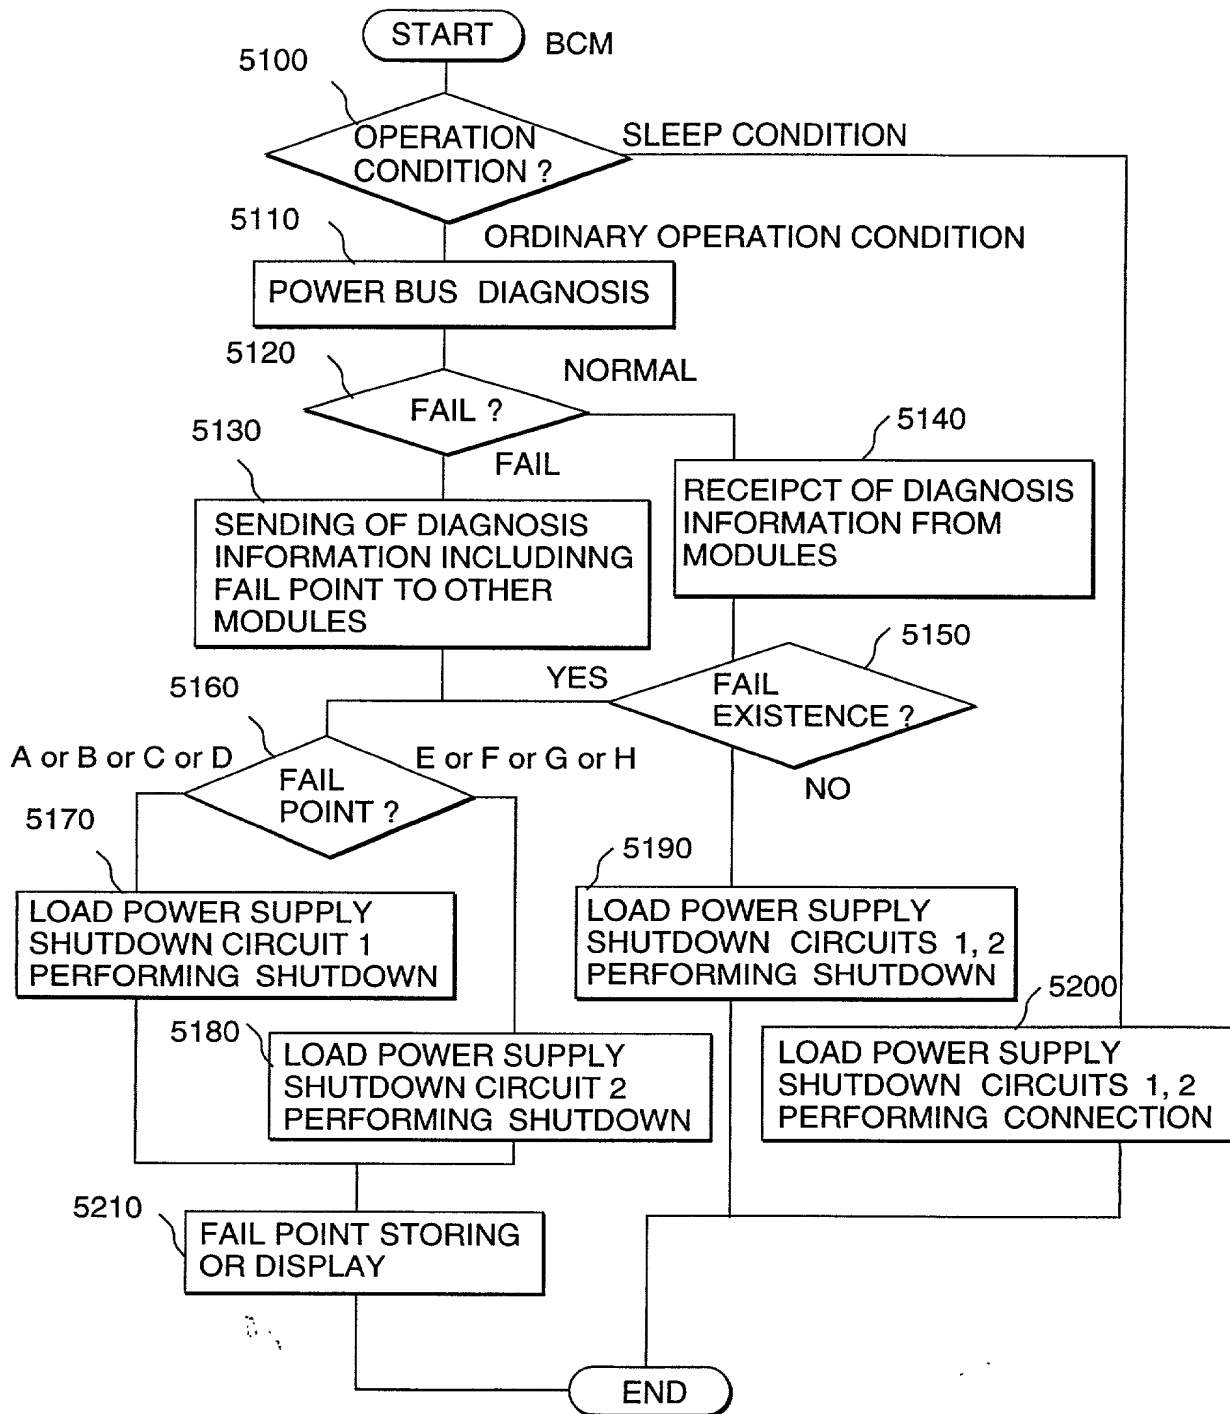 START
BCM
5100
OPERATION
CONDITION ?
SLEEP CONDITION
5110
ORDINARY OPERATION CONDITION
POWER BUS DIAGNOSIS
5120
NORMAL
FAIL ?
5130
FAIL
5140
SENDING OF DIAGNOSIS
INFORMATION INCLUDINNG
FAIL POINT TO OTHER
MODULES
RECEIPCT OF DIAGNOSIS
INFORMATION FROM
MODULES
5150
YES
FAIL
EXISTENCE ?
NO
5160
A or B or C or D
E or F or G or H
FAIL
POINT ?
5170
LOAD POWER SUPPLY
SHUTDOWN CIRCUIT 1
PERFORMING SHUTDOWN
5190
LOAD POWER SUPPLY
SHUTDOWN CIRCUITS 1, 2
PERFORMING SHUTDOWN
5180
LOAD POWER SUPPLY
SHUTDOWN CIRCUIT 2
PERFORMING SHUTDOWN
5200
LOAD POWER SUPPLY
SHUTDOWN CIRCUITS 1, 2
PERFORMING CONNECTION
5210
FAIL POINT STORING
OR DISPLAY
END